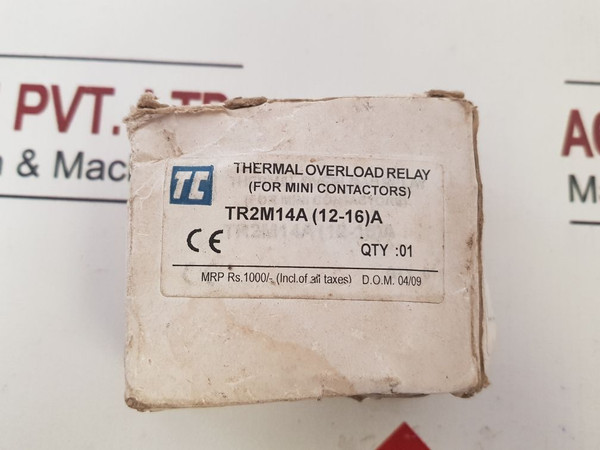 PVT. LTD
& Mac
TC
THERMAL OVERLOAD RELAY
(FOR MINI CONTACTORS)
TR2M14A (12-16)A
CE
QTY :01
MRP Rs.1000/- (Incl.of all taxes) D.O.M. 04/09